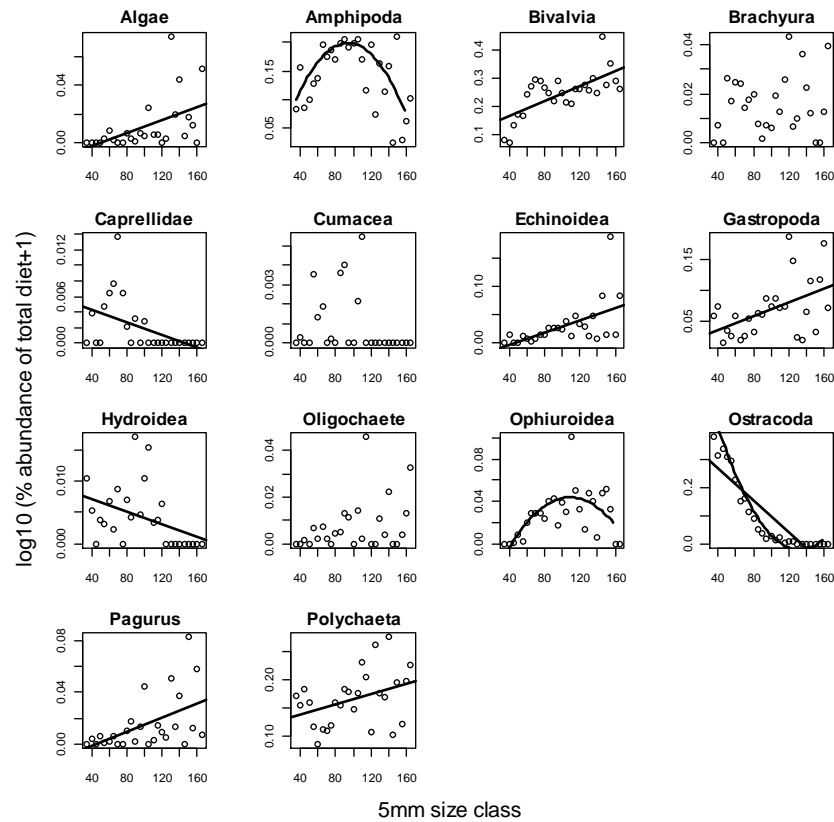 Algae Amphipoda Bivalvia Brachyura
0.00 0.04
0.05 0.15
0.1 0.2 0.3 0.4
0.00 0.02 0.04
40 80 120 160 40 80 120 160 40 80 120 160 40 80 120 160
Caprellidae Cumacea Echinoidea Gastropoda
0.000 0.006 0.012
0.000 0.003
0.00 0.10
0.05 0.15
40 80 120 160 40 80 120 160 40 80 120 160 40 80 120 160
Hydroidea Oligochaete Ophiuroidea Ostracoda
0.000 0.010
0.00 0.02 0.04
0.00 0.04 0.08
0.0 0.2
40 80 120 160 40 80 120 160 40 80 120 160 40 80 120 160
Pagurus Polychaeta
0.00 0.04 0.08
0.10 0.20
40 80 120 160 40 80 120 160
log10 (% abundance of total diet+1)
5mm size class